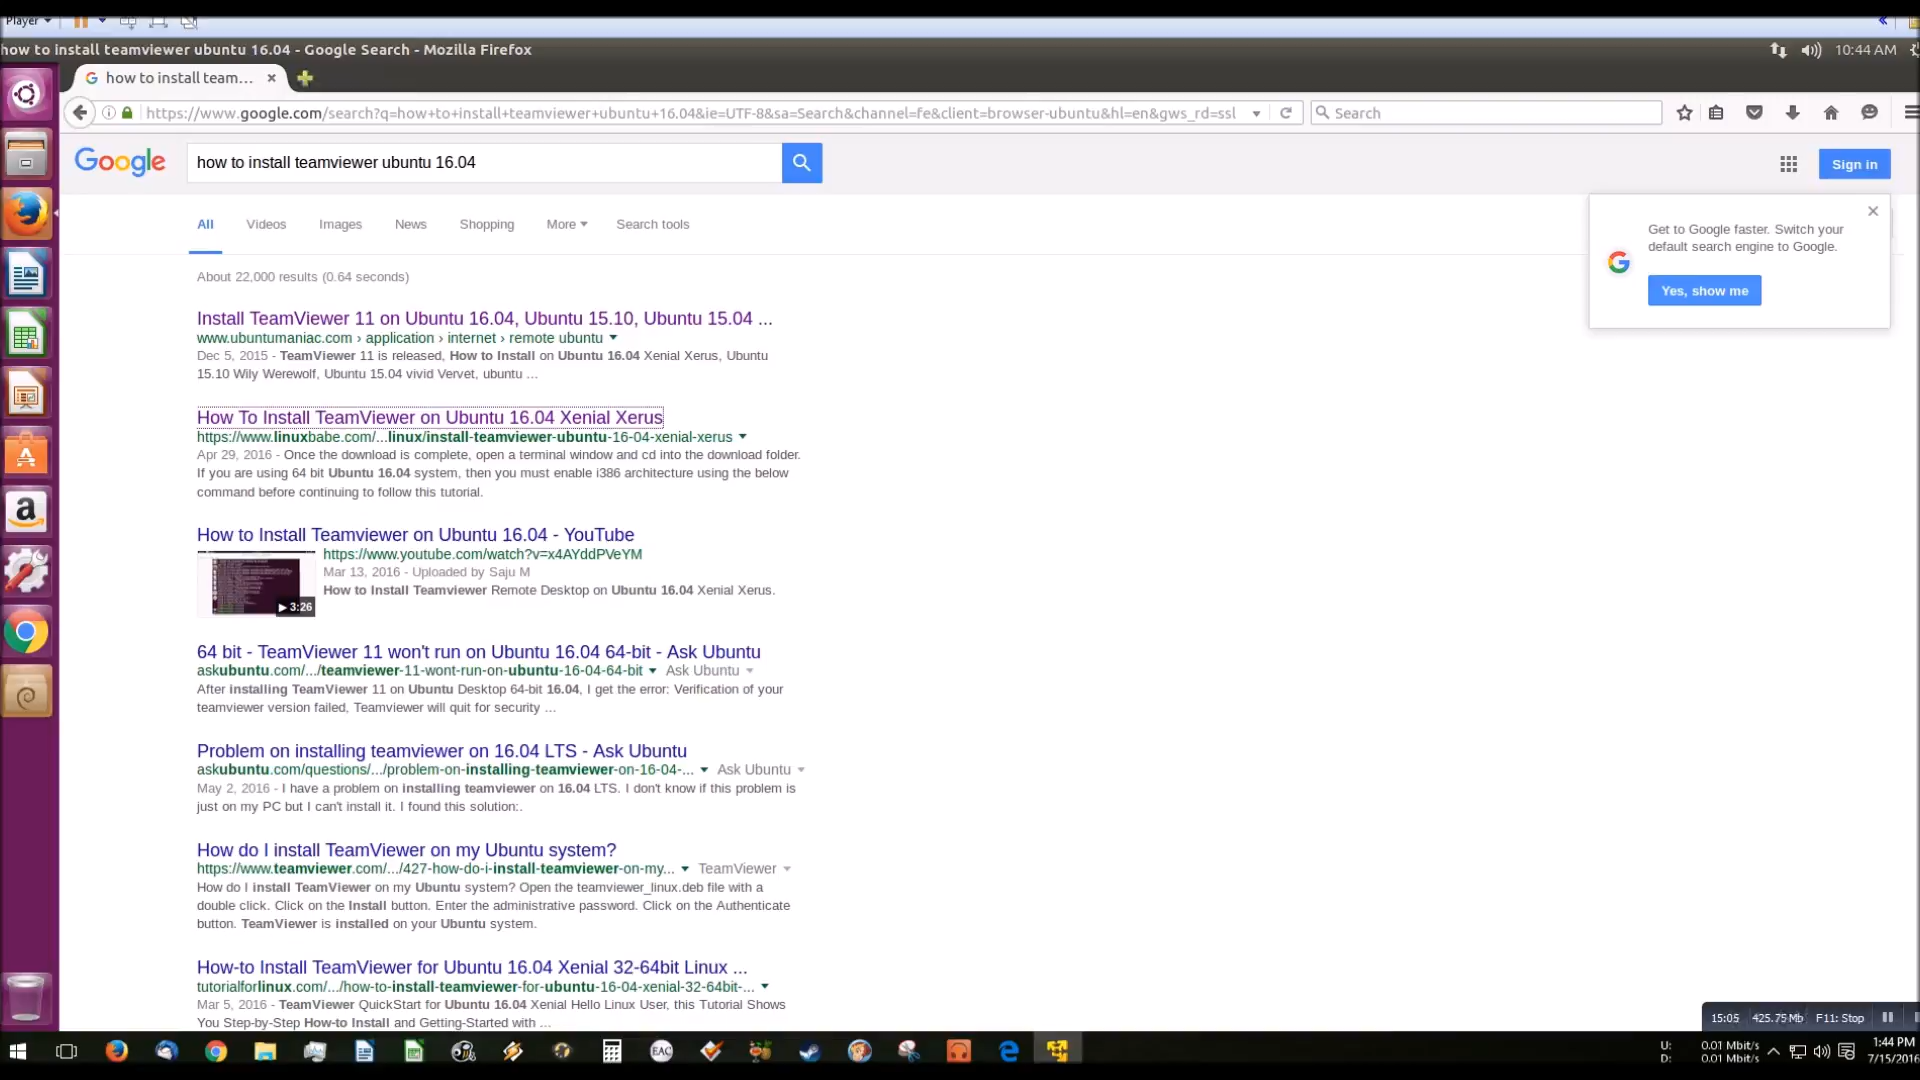 Player
how to install teamviewer ubuntu 16.04 - Google Search - Mozilla Firefox
10:44 AM
how to install team...
https://www.google.com/search?q=how+to+install+teamviewer+ubuntu+16.04&ie=UTF-8&sa=Search&channel=fe&client=browser-ubuntu&hl=en&gws_rd=ssl
Search
Google
how to install teamviewer ubuntu 16.04
Sign in
All Videos Images News Shopping More Search tools
Get to Google faster. Switch your
default search engine to Google.
Yes, show me
About 22,000 results (0.64 seconds)
Install TeamViewer 11 on Ubuntu 16.04, Ubuntu 15.10, Ubuntu 15.04 ...
www.ubuntumaniac.com › application › internet › remote ubuntu
Dec 5, 2015 - TeamViewer 11 is released, How to Install on Ubuntu 16.04 Xenial Xerus, Ubuntu
15.10 Wily Werewolf, Ubuntu 15.04 vivid Vervet, ubuntu ...
How To Install TeamViewer on Ubuntu 16.04 Xenial Xerus
https://www.linuxbabe.com/...linux/install-teamviewer-ubuntu-16-04-xenial-xerus
Apr 29, 2016 - Once the download is complete, open a terminal window and cd into the download folder.
If you are using 64 bit Ubuntu 16.04 system, then you must enable i386 architecture using the below
command before continuing to follow this tutorial.
How to Install Teamviewer on Ubuntu 16.04 - YouTube
https://www.youtube.com/watch?v=x4AYddPVeYM
Mar 13, 2016 - Uploaded by Saju M
How to Install Teamviewer Remote Desktop on Ubuntu 16.04 Xenial Xerus.
3:26
64 bit - TeamViewer 11 won't run on Ubuntu 16.04 64-bit - Ask Ubuntu
askubuntu.com/.../teamviewer-11-wont-run-on-ubuntu-16-04-64-bit Ask Ubuntu
After installing TeamViewer 11 on Ubuntu Desktop 64-bit 16.04, I get the error: Verification of your
teamviewer version failed, Teamviewer will quit for security ...
Problem on installing teamviewer on 16.04 LTS - Ask Ubuntu
askubuntu.com/questions/.../problem-on-installing-teamviewer-on-16-04-... Ask Ubuntu
May 2, 2016 - I have a problem on installing teamviewer on 16.04 LTS. I don't know if this problem is
just on my PC but I can't install it. I found this solution:.
How do I install TeamViewer on my Ubuntu system?
https://www.teamviewer.com/.../427-how-do-i-install-teamviewer-on-my... TeamViewer
How do I install TeamViewer on my Ubuntu system? Open the teamviewer_linux.deb file with a
double click. Click on the Install button. Enter the administrative password. Click on the Authenticate
button. TeamViewer is installed on your Ubuntu system.
How-to Install TeamViewer for Ubuntu 16.04 Xenial 32-64bit Linux ...
tutorialforlinux.com/.../how-to-install-teamviewer-for-ubuntu-16-04-xenial-32-64bit-...
Mar 5, 2016 - TeamViewer QuickStart for Ubuntu 16.04 Xenial Hello Linux User, this Tutorial Shows
You Step-by-Step How-to Install and Getting-Started with ...
15:05 425.75Mb F11: Stop
EAC
U: 0.01 Mbit/s
D: 0.01 Mbit/s
1:44 PM
7/15/2016